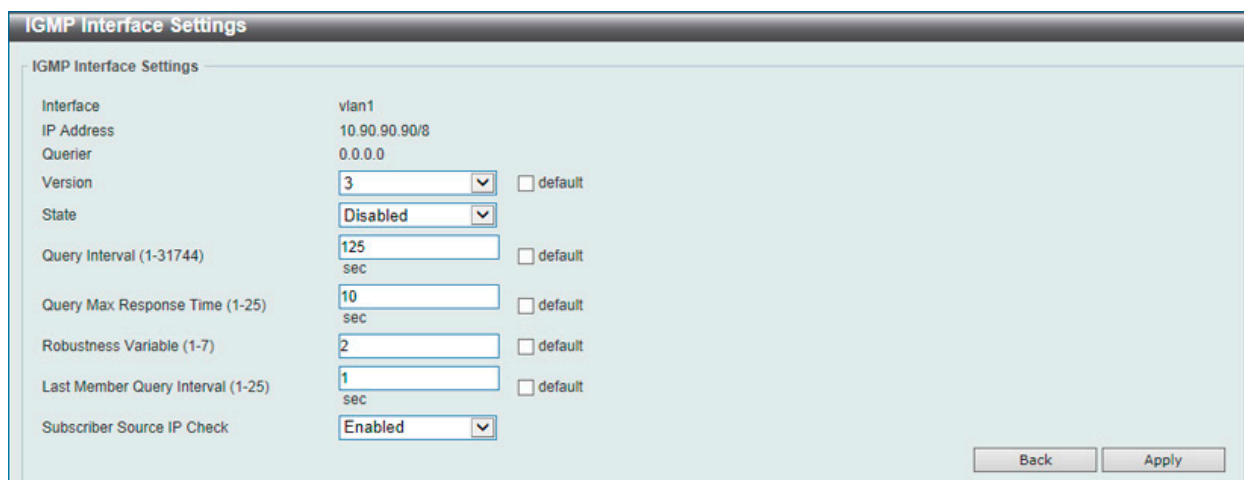 IGMP Interface Settings
IGMP Interface Settings
Interface vlan1
IP Address 10.90.90.90/8
Querier 0.0.0.0
Version 3 default
State Disabled
Query Interval (1-31744) 125 default
sec
Query Max Response Time (1-25) 10 default
sec
Robustness Variable (1-7) 2 default
Last Member Query Interval (1-25) 1 default
sec
Subscriber Source IP Check Enabled
Back Apply